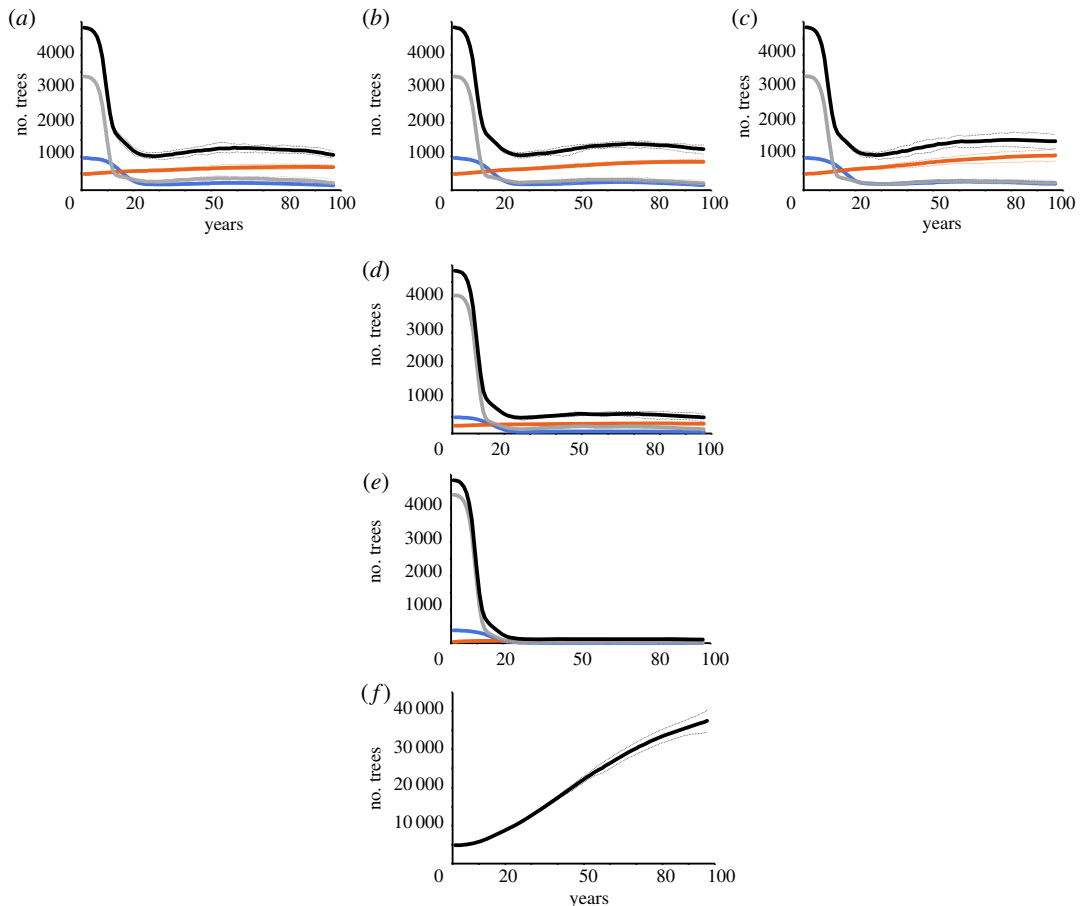 (a) (b) (c)
4000 4000 4000
3000 3000 3000
no. trees no. trees no. trees
2000 2000 2000
1000 1000 1000
0 20 50 80 100 0 20 50 80 100 0 20 50 80 100
years years
(d)
4000
3000
no. trees
2000
1000
0 20 50 80 100
(e)
4000
3000
no. trees
2000
1000
0 20 50 80 100
(f)
40 000
30 000
no. trees
20 000
10 000
0 20 50 80 100
years